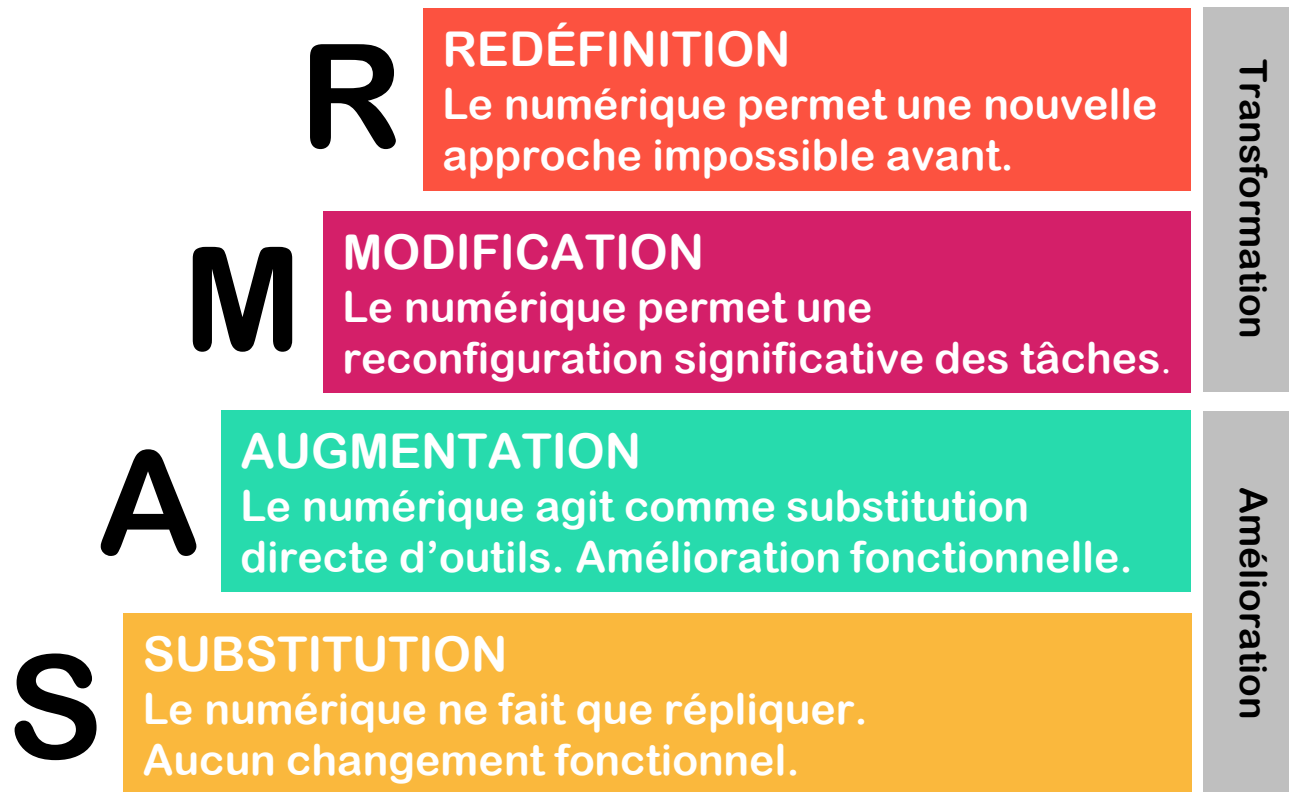 R
REDÉFINITION
Le numérique permet une nouvelle
approche impossible avant.
M
MODIFICATION
Le numérique permet une
reconfiguration significative des tâches.
Transformation
A
AUGMENTATION
Le numérique agit comme substitution
directe d’outils. Amélioration fonctionnelle.
S
SUBSTITUTION
Le numérique ne fait que répliquer.
Aucun changement fonctionnel.
Amélioration